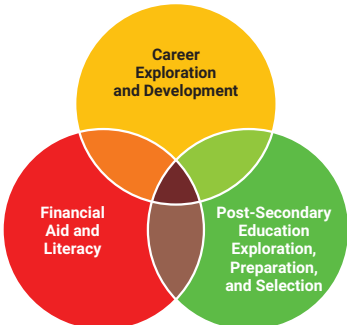 Career
Exploration
and Development
Financial
Aid and
Literacy
Post-Secondary
Education
Exploration,
Preparation,
and Selection